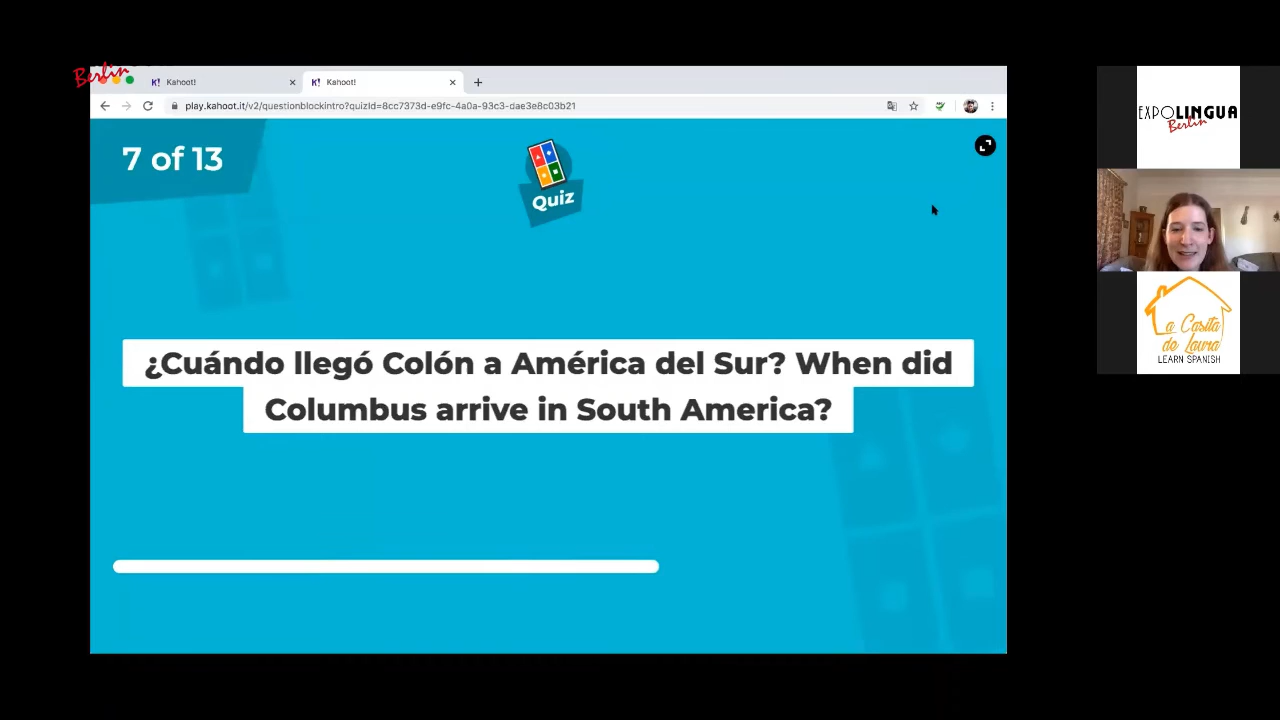 Berlin
Kahoot!
Kahoot!
play.kahoot.it/v2/questionblockintro?quizId=8cc7373d-e9fc-4a0a-93c3-dae3e8c03b21
7 of 13
Quiz
¿Cuándo llegó Colón a América del Sur? When did
Columbus arrive in South America?
EXPOLINGUA
Berlin
La Casita
de Laura
LEARN SPANISH